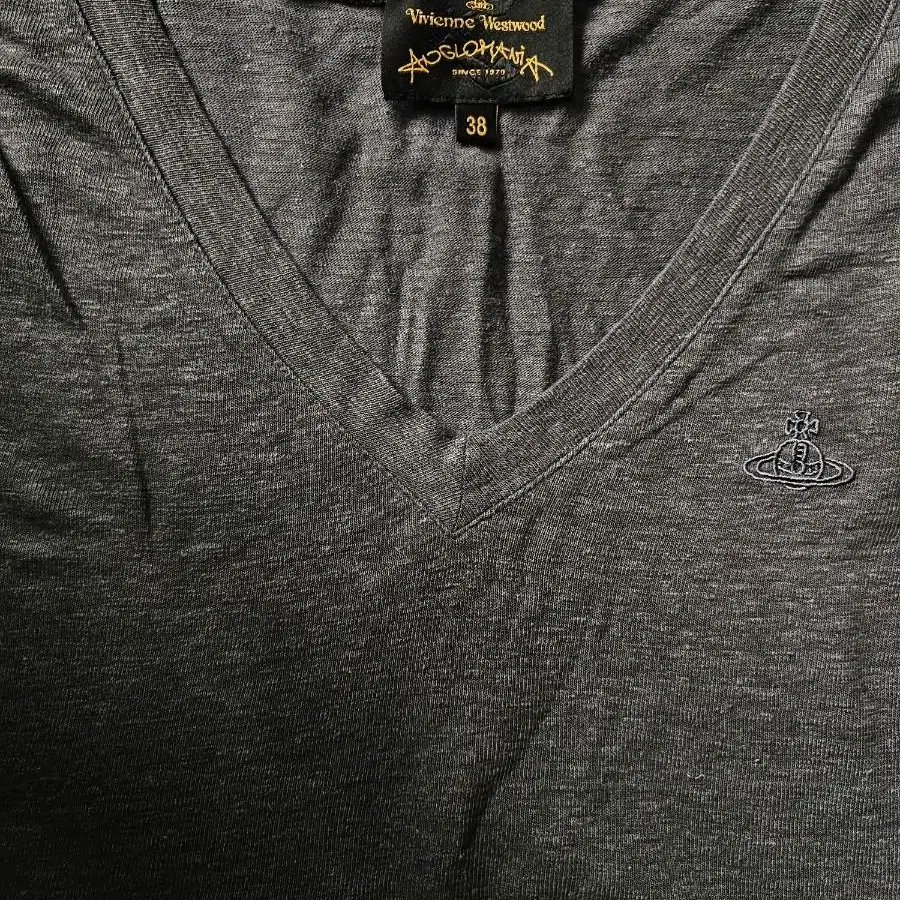 Vivienne Westwood
ANGLOMANIA
SINCE 1970
38